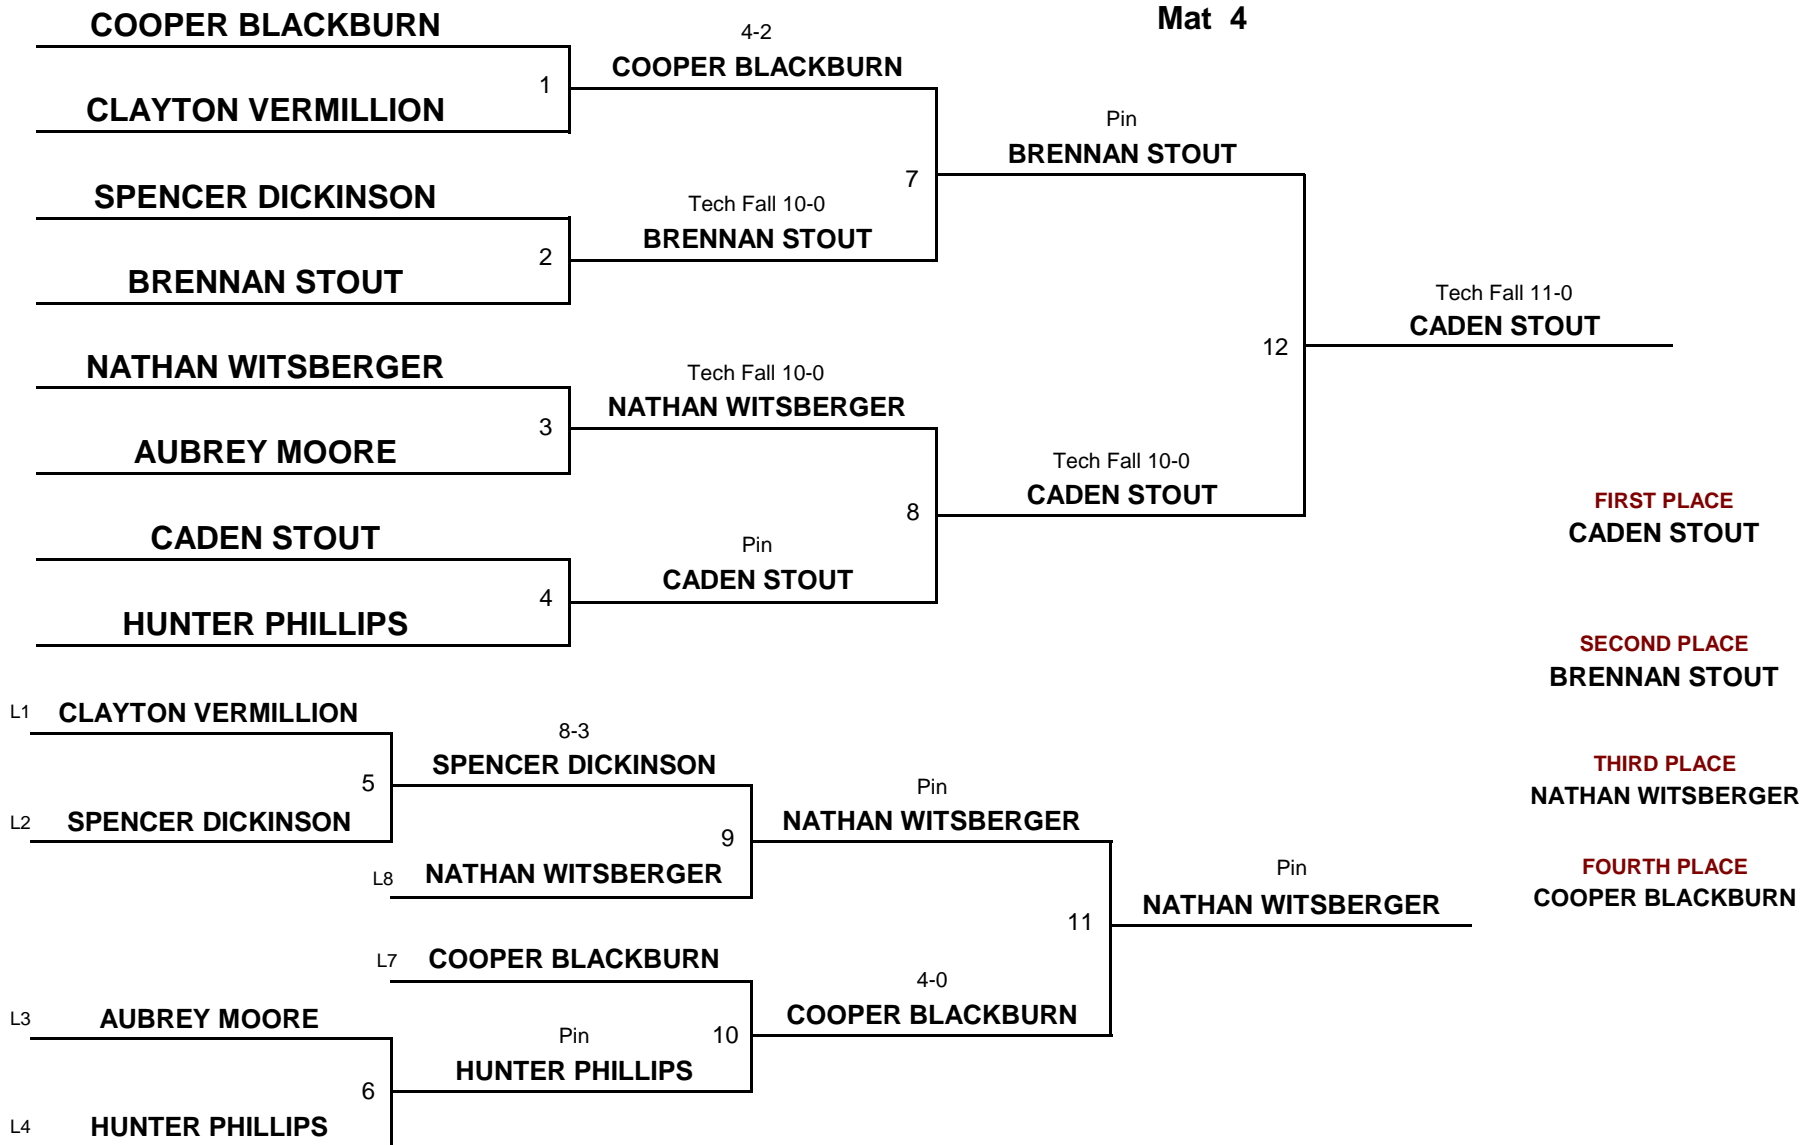 Mat 4
COOPER BLACKBURN
4-2
COOPER BLACKBURN
1
CLAYTON VERMILLION
Pin
BRENNAN STOUT
7
SPENCER DICKINSON
Tech Fall 10-0
BRENNAN STOUT
2
BRENNAN STOUT
Tech Fall 11-0
CADEN STOUT
12
NATHAN WITSBERGER
Tech Fall 10-0
NATHAN WITSBERGER
3
AUBREY MOORE
Tech Fall 10-0
CADEN STOUT
8
CADEN STOUT
Pin
CADEN STOUT
4
HUNTER PHILLIPS
FIRST PLACE
CADEN STOUT
SECOND PLACE
BRENNAN STOUT
THIRD PLACE
NATHAN WITSBERGER
FOURTH PLACE
COOPER BLACKBURN
L1 CLAYTON VERMILLION
8-3
SPENCER DICKINSON
5
L2 SPENCER DICKINSON
Pin
NATHAN WITSBERGER
9
L8 NATHAN WITSBERGER
Pin
NATHAN WITSBERGER
11
L7 COOPER BLACKBURN
4-0
COOPER BLACKBURN
10
L3 AUBREY MOORE
Pin
HUNTER PHILLIPS
6
L4 HUNTER PHILLIPS